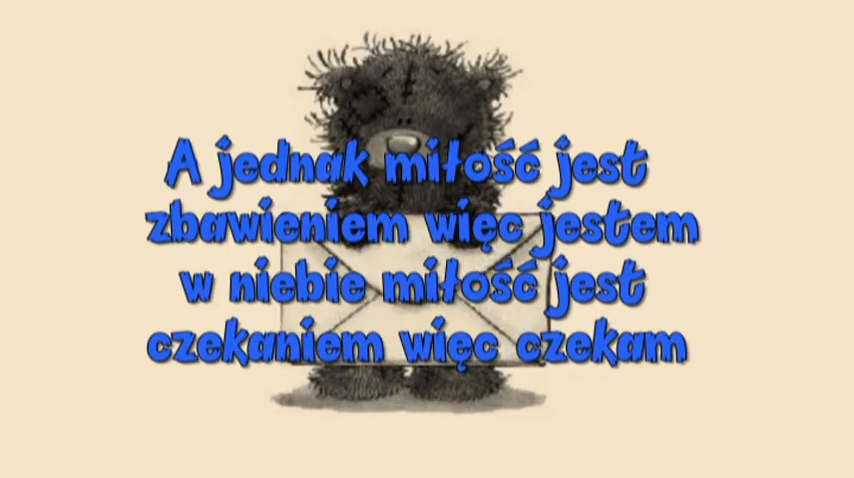 A jednak miłość jest
zbawieniem więc jestem
w niebie miłość jest
czekaniem więc czekam